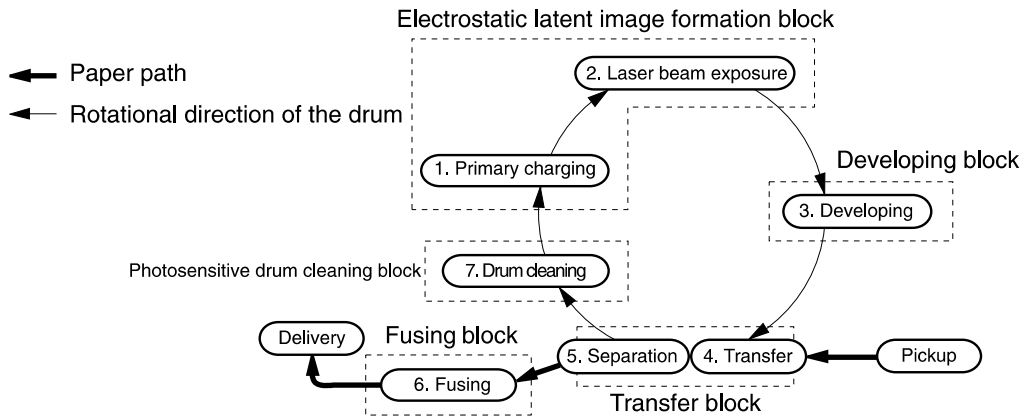 Electrostatic latent image formation block
Paper path
2. Laser beam exposure
Rotational direction of the drum
1. Primary charging
Developing block
3. Developing
Photosensitive drum cleaning block
7. Drum cleaning
Delivery
Fusing block
5. Separation
4. Transfer
Pickup
6. Fusing
Transfer block